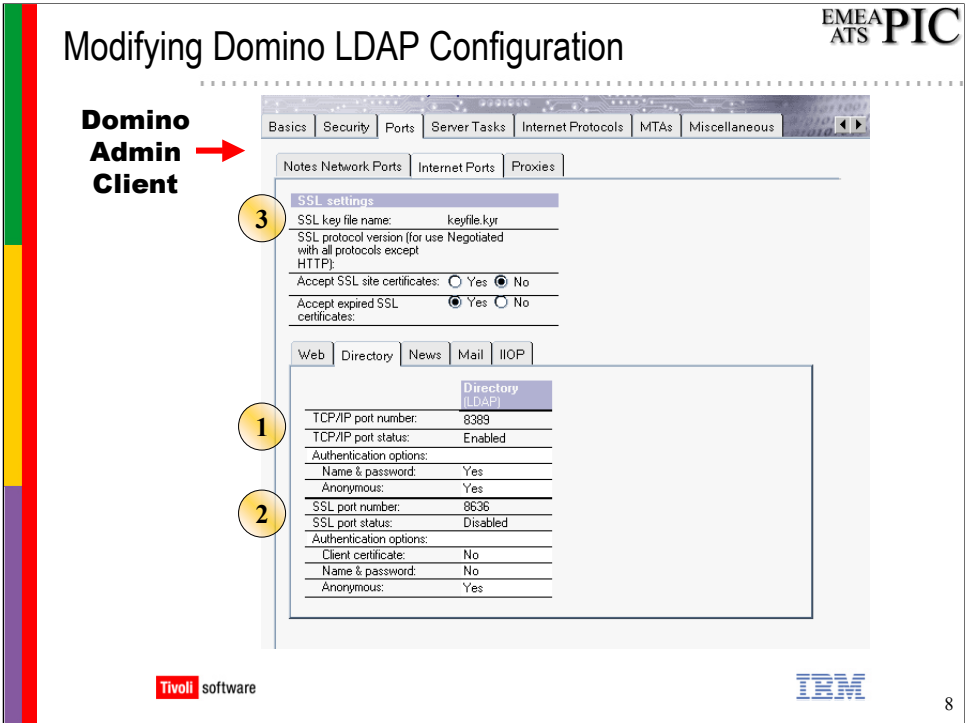 EMEA
ATS PIC
Modifying Domino LDAP Configuration
Domino
Admin
Client
Basics Security Ports Server Tasks Internet Protocols MTAs Miscellaneous
Notes Network Ports Internet Ports Proxies
3
SSL settings
SSL key file name: keyfile.kyr
SSL protocol version (for use Negotiated
with all protocols except
HTTP):
Accept SSL site certificates: Yes No
Accept expired SSL Yes No
certificates:
Web Directory News Mail IIOP
Directory
(LDAP)
1
TCP/IP port number: 8389
TCP/IP port status: Enabled
Authentication options:
Name & password: Yes
Anonymous: Yes
2
SSL port number: 8636
SSL port status: Disabled
Authentication options:
Client certificate: No
Name & password: No
Anonymous: Yes
Tivoli software
IBM
8